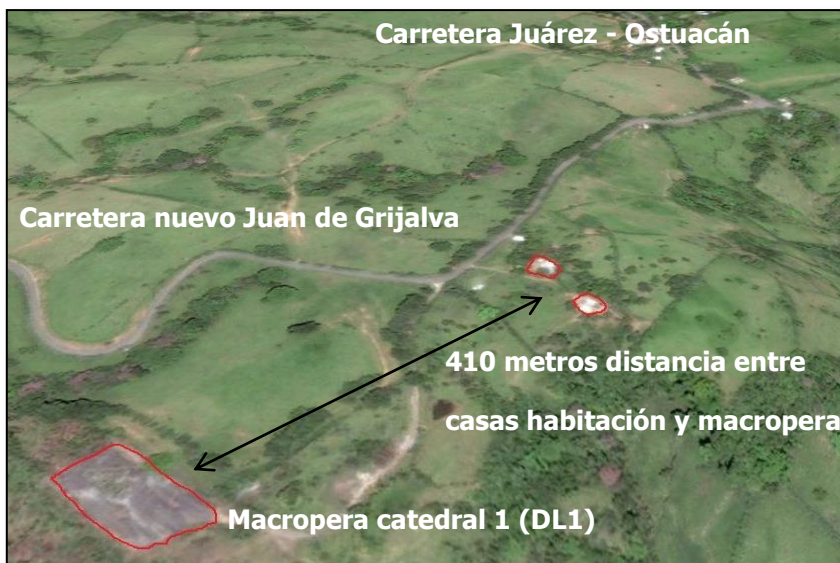 Carretera Juárez - Ostuacán
Carretera nuevo Juan de Grijalva
410 metros distancia entre
casas habitación y macropera
Macropera catedral 1 (DL1)